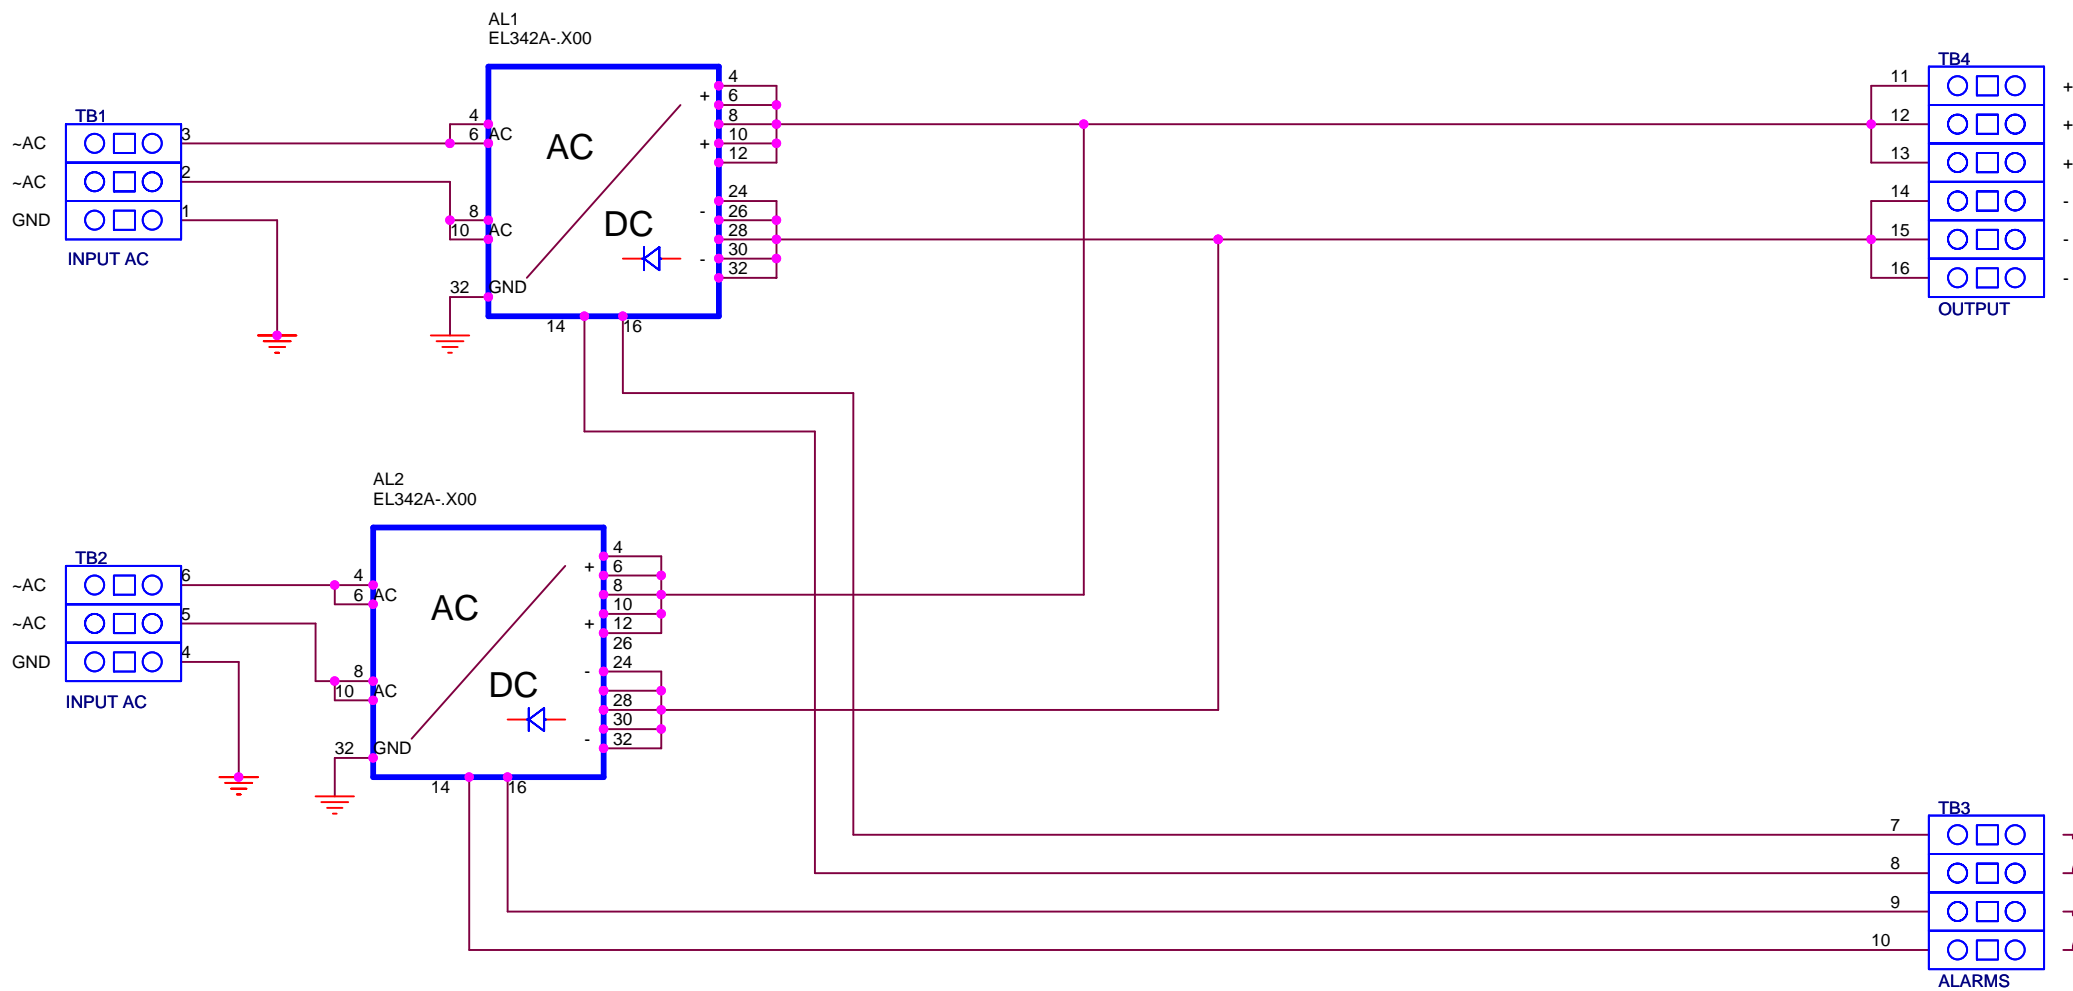 AL1
EL342A-.X00
TB1
~AC
~AC
GND
3
2
1
INPUT AC
4
6
AC
8
10
AC
32
GND
AC
DC
4
+
6
8
10
+
12
24
-
26
28
30
-
32
14
16
TB4
11
+
12
+
13
+
14
-
15
-
16
-
OUTPUT
AL2
EL342A-.X00
TB2
~AC
~AC
GND
6
5
4
INPUT AC
4
6
AC
8
10
AC
32
GND
AC
DC
4
+
6
8
10
+
12
26
24
-
28
30
-
32
14
16
TB3
7
8
9
10
ALARMS